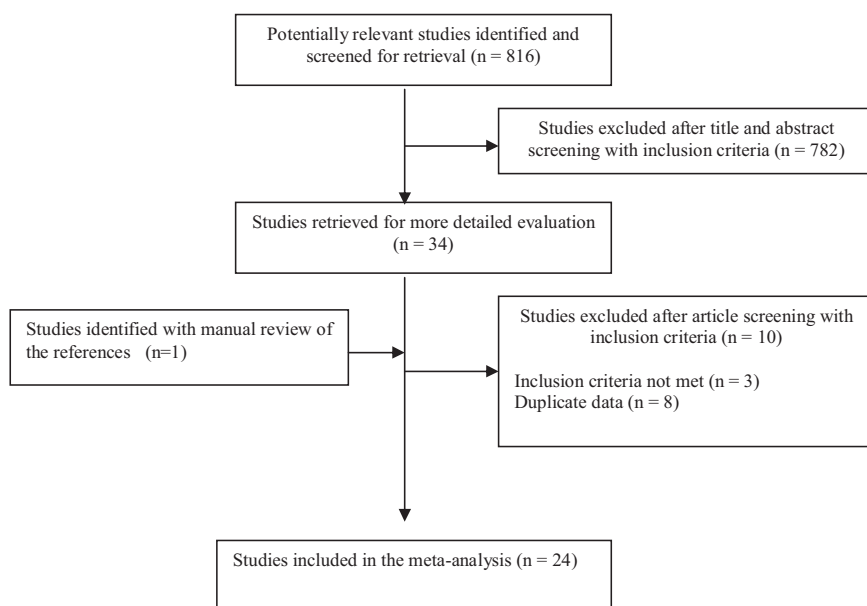 Potentially relevant studies identified and
screened for retrieval (n = 816)
Studies excluded after title and abstract
screening with inclusion criteria (n = 782)
Studies retrieved for more detailed evaluation
(n = 34)
Studies identified with manual review of
the references (n=1)
Studies excluded after article screening with
inclusion criteria (n = 10)
Inclusion criteria not met (n = 3)
Duplicate data (n = 8)
Studies included in the meta-analysis (n = 24)